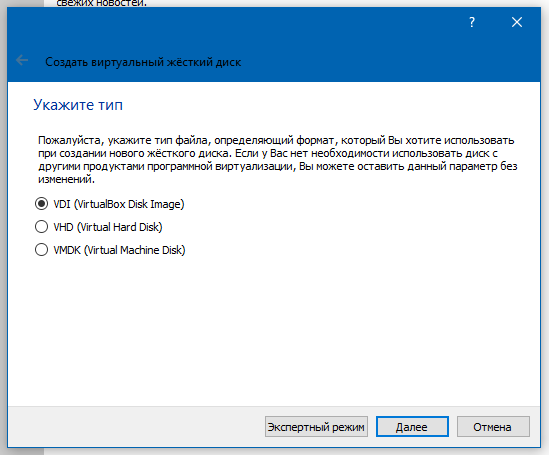 свежих новостей.
?
Создать виртуальный жёсткий диск
Укажите тип
Пожалуйста, укажите тип файла, определяющий формат, который Вы хотите использовать
при создании нового жёсткого диска. Если у Вас нет необходимости использовать диск с
другими продуктами программной виртуализации, Вы можете оставить данный параметр без
изменений.
VDI (VirtualBox Disk Image)
VHD (Virtual Hard Disk)
VMDK (Virtual Machine Disk)
Экспертный режим Далее Отмена